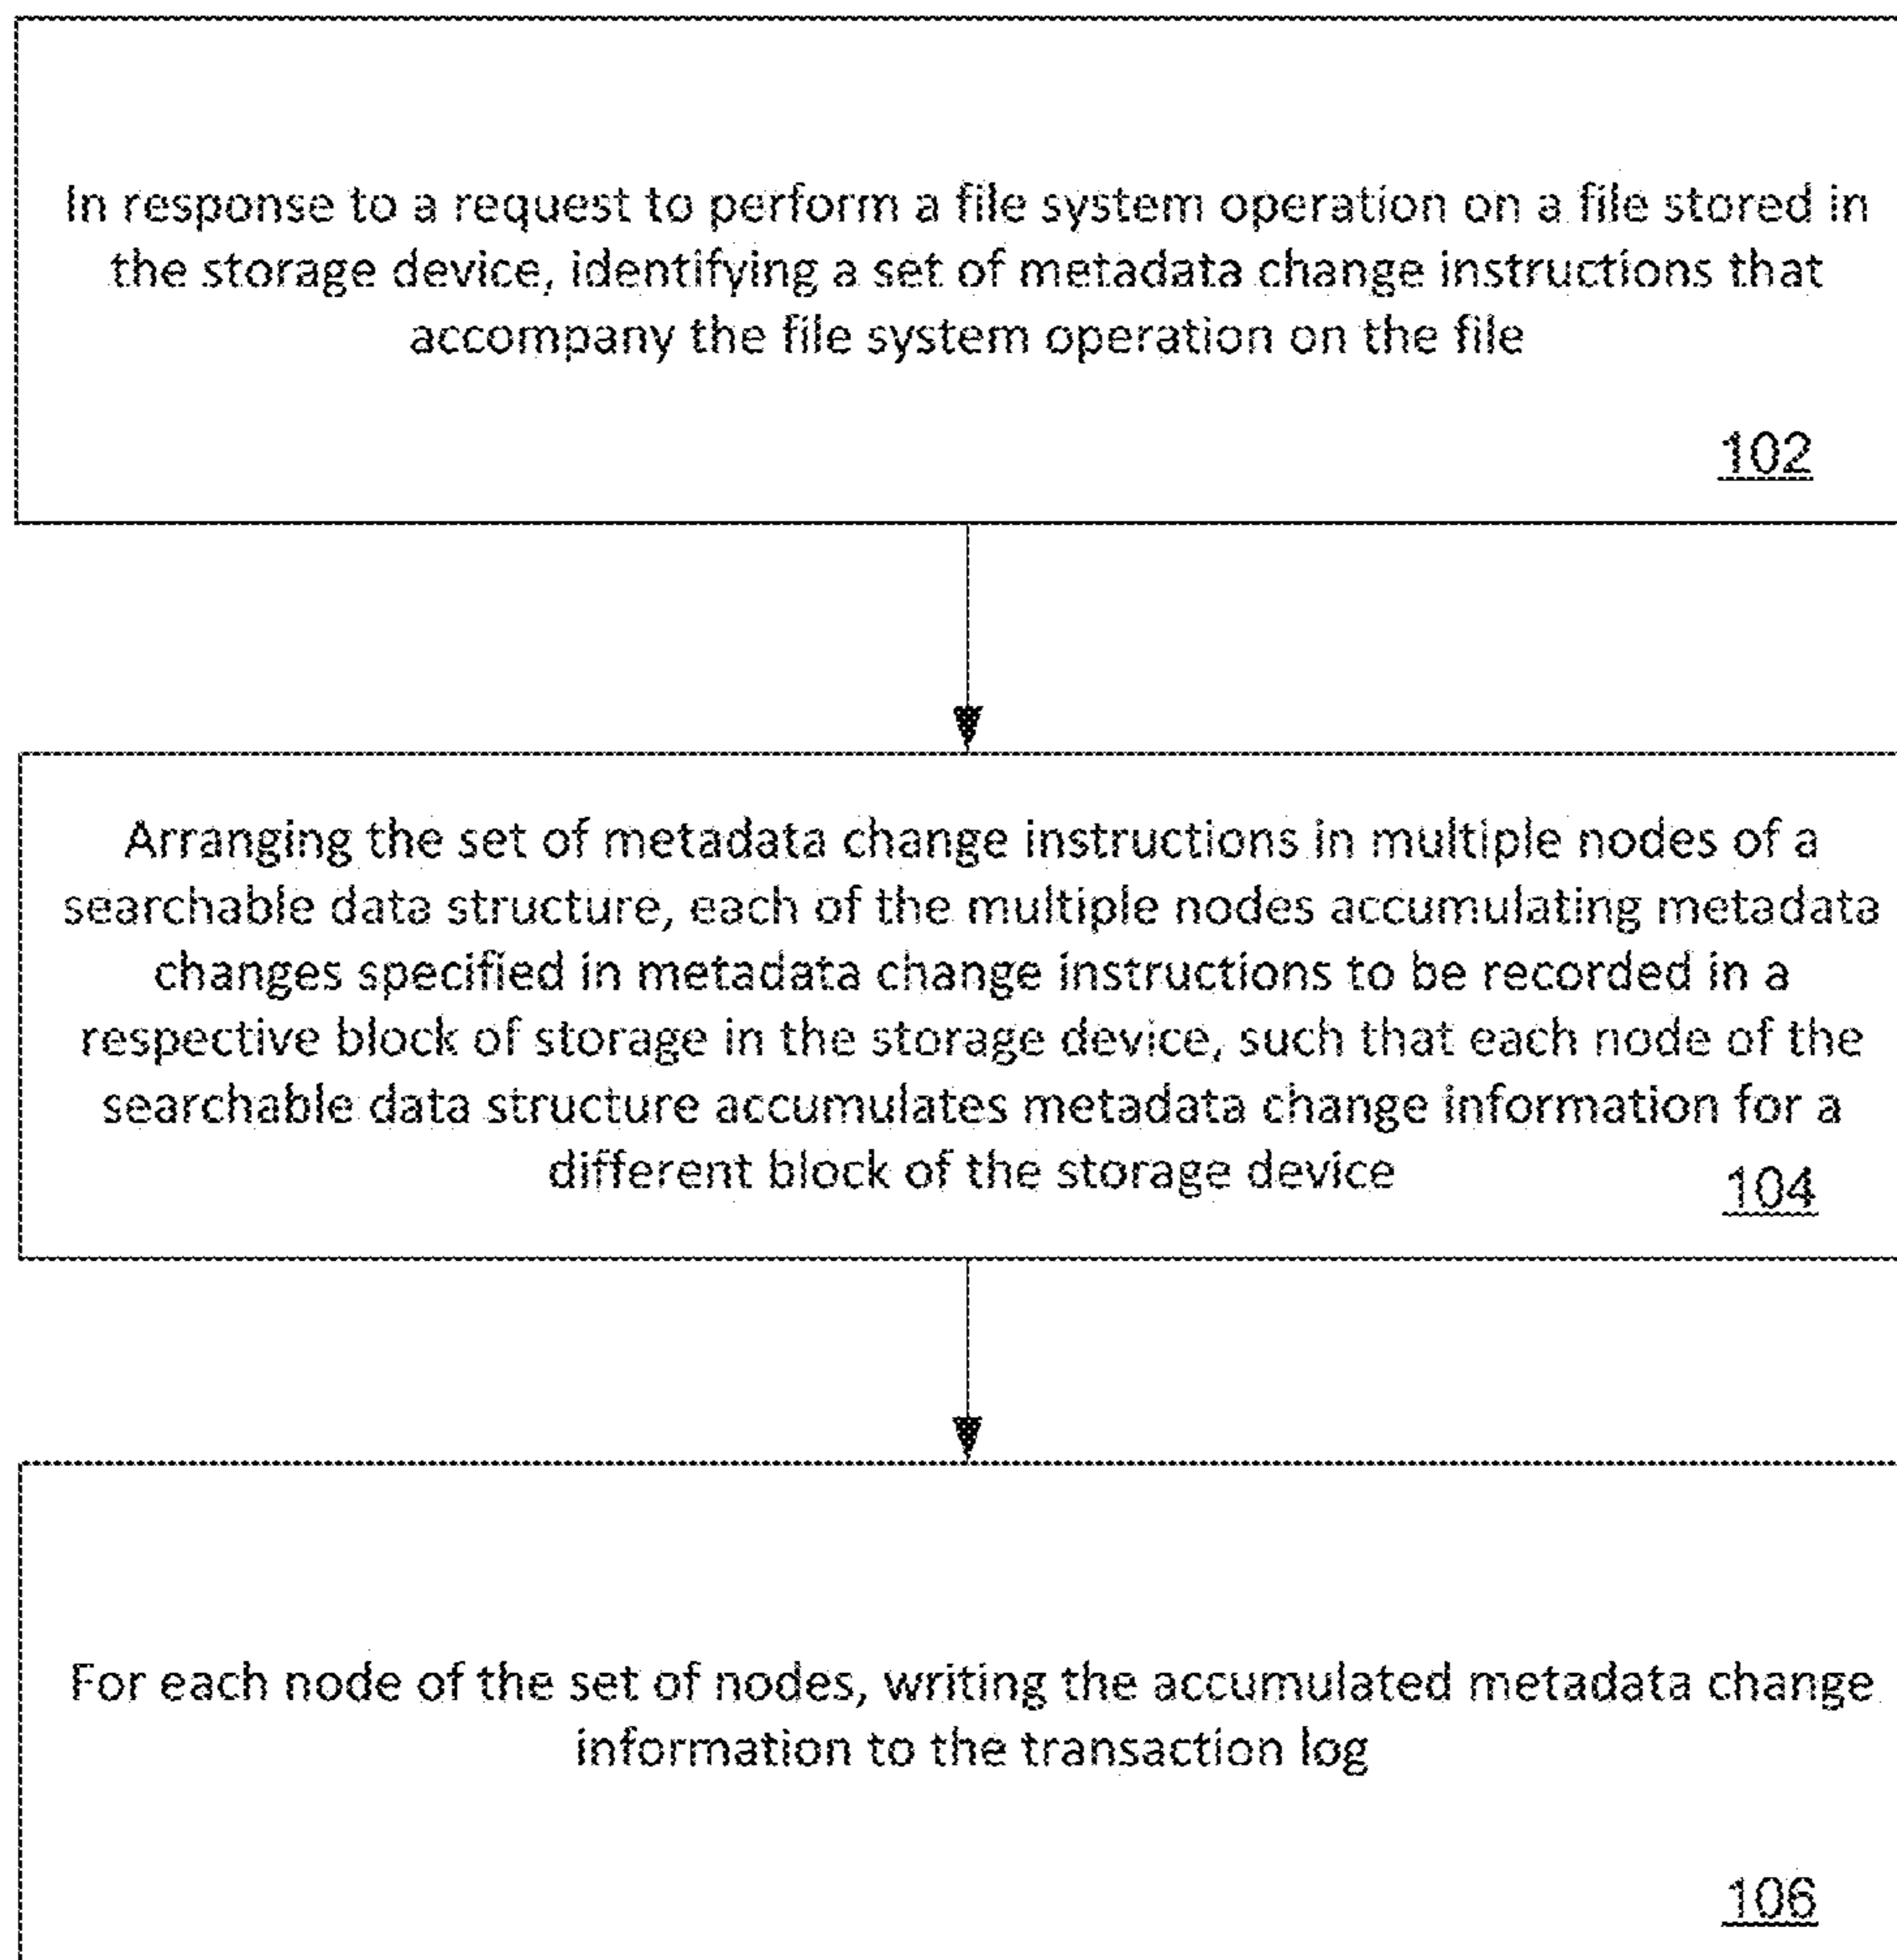 In response to a request to perform a file system operation on a file stored in
the storage device, identifying a set of metadata change instructions that
accompany the file system operation on the file
102
Arranging the set of metadata change instructions in multiple nodes of a
searchable data structure, each of the multiple nodes accumulating metadata
changes specified in metadata change instructions to be recorded in a
respective block of storage in the storage device, such that each node of the
searchable data structure accumulates metadata change information for a
different block of the storage device
104
For each node of the set of nodes, writing the accumulated metadata change
information to the transaction log
106